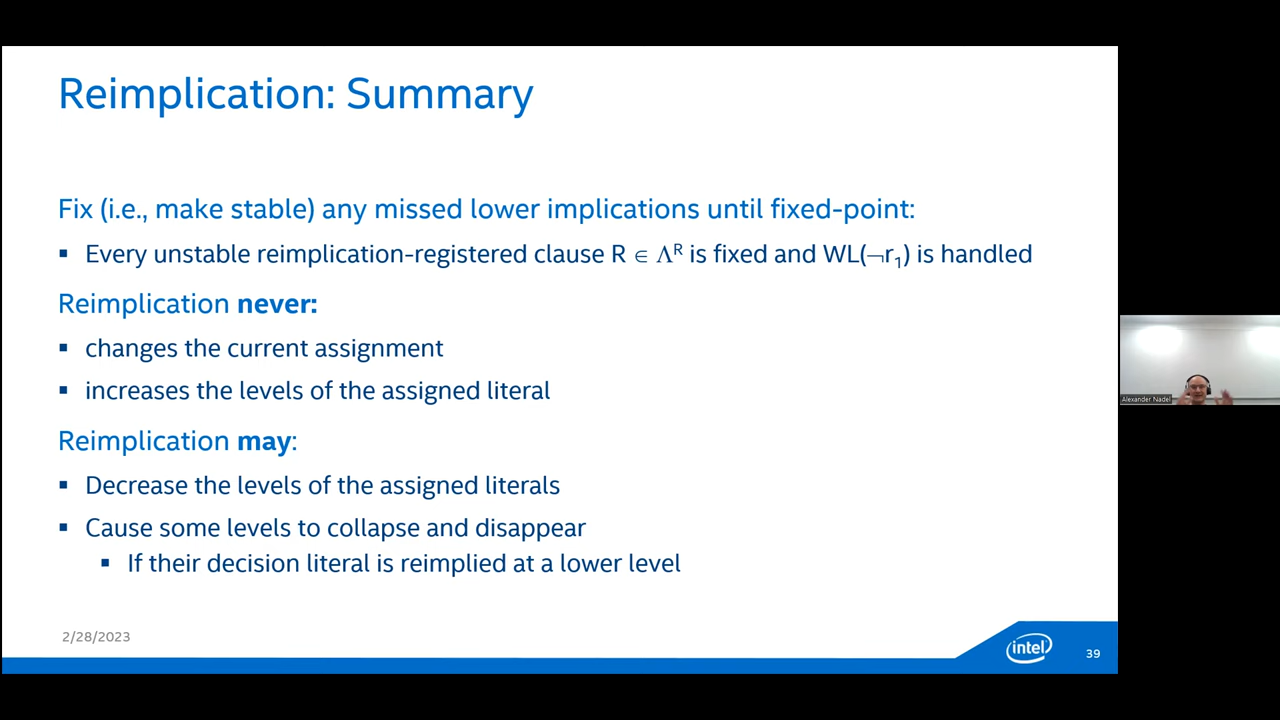 Reimplication: Summary
Fix (i.e., make stable) any missed lower implications until fixed-point:
▪ Every unstable reimplication-registered clause R ∈ Λᴿ is fixed and WL(¬r₁) is handled
Reimplication never:
▪ changes the current assignment
▪ increases the levels of the assigned literal
Reimplication may:
▪ Decrease the levels of the assigned literals
▪ Cause some levels to collapse and disappear
▪ If their decision literal is reimplied at a lower level
Alexander Nadel
2/28/2023
intel
39